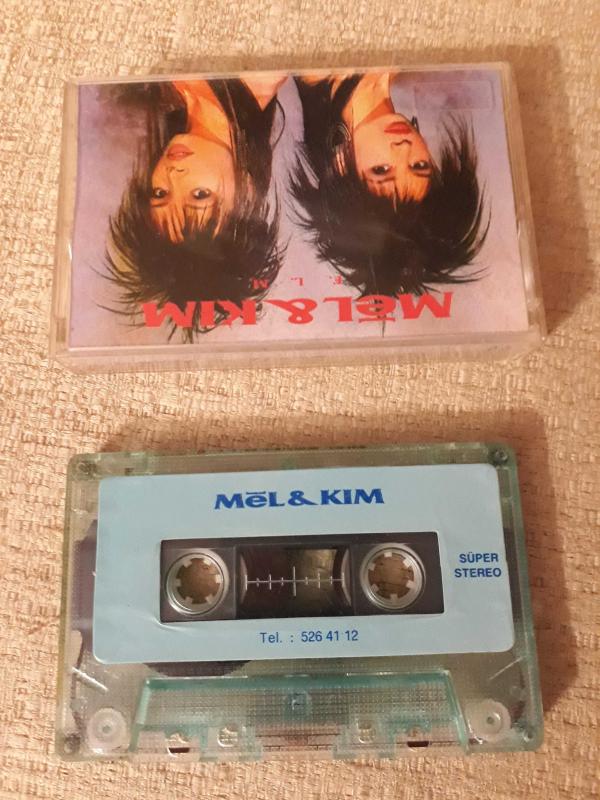 F. L. M.
MēL & KIM
MēL & KIM
SÜPER
STEREO
Tel. : 526 41 12